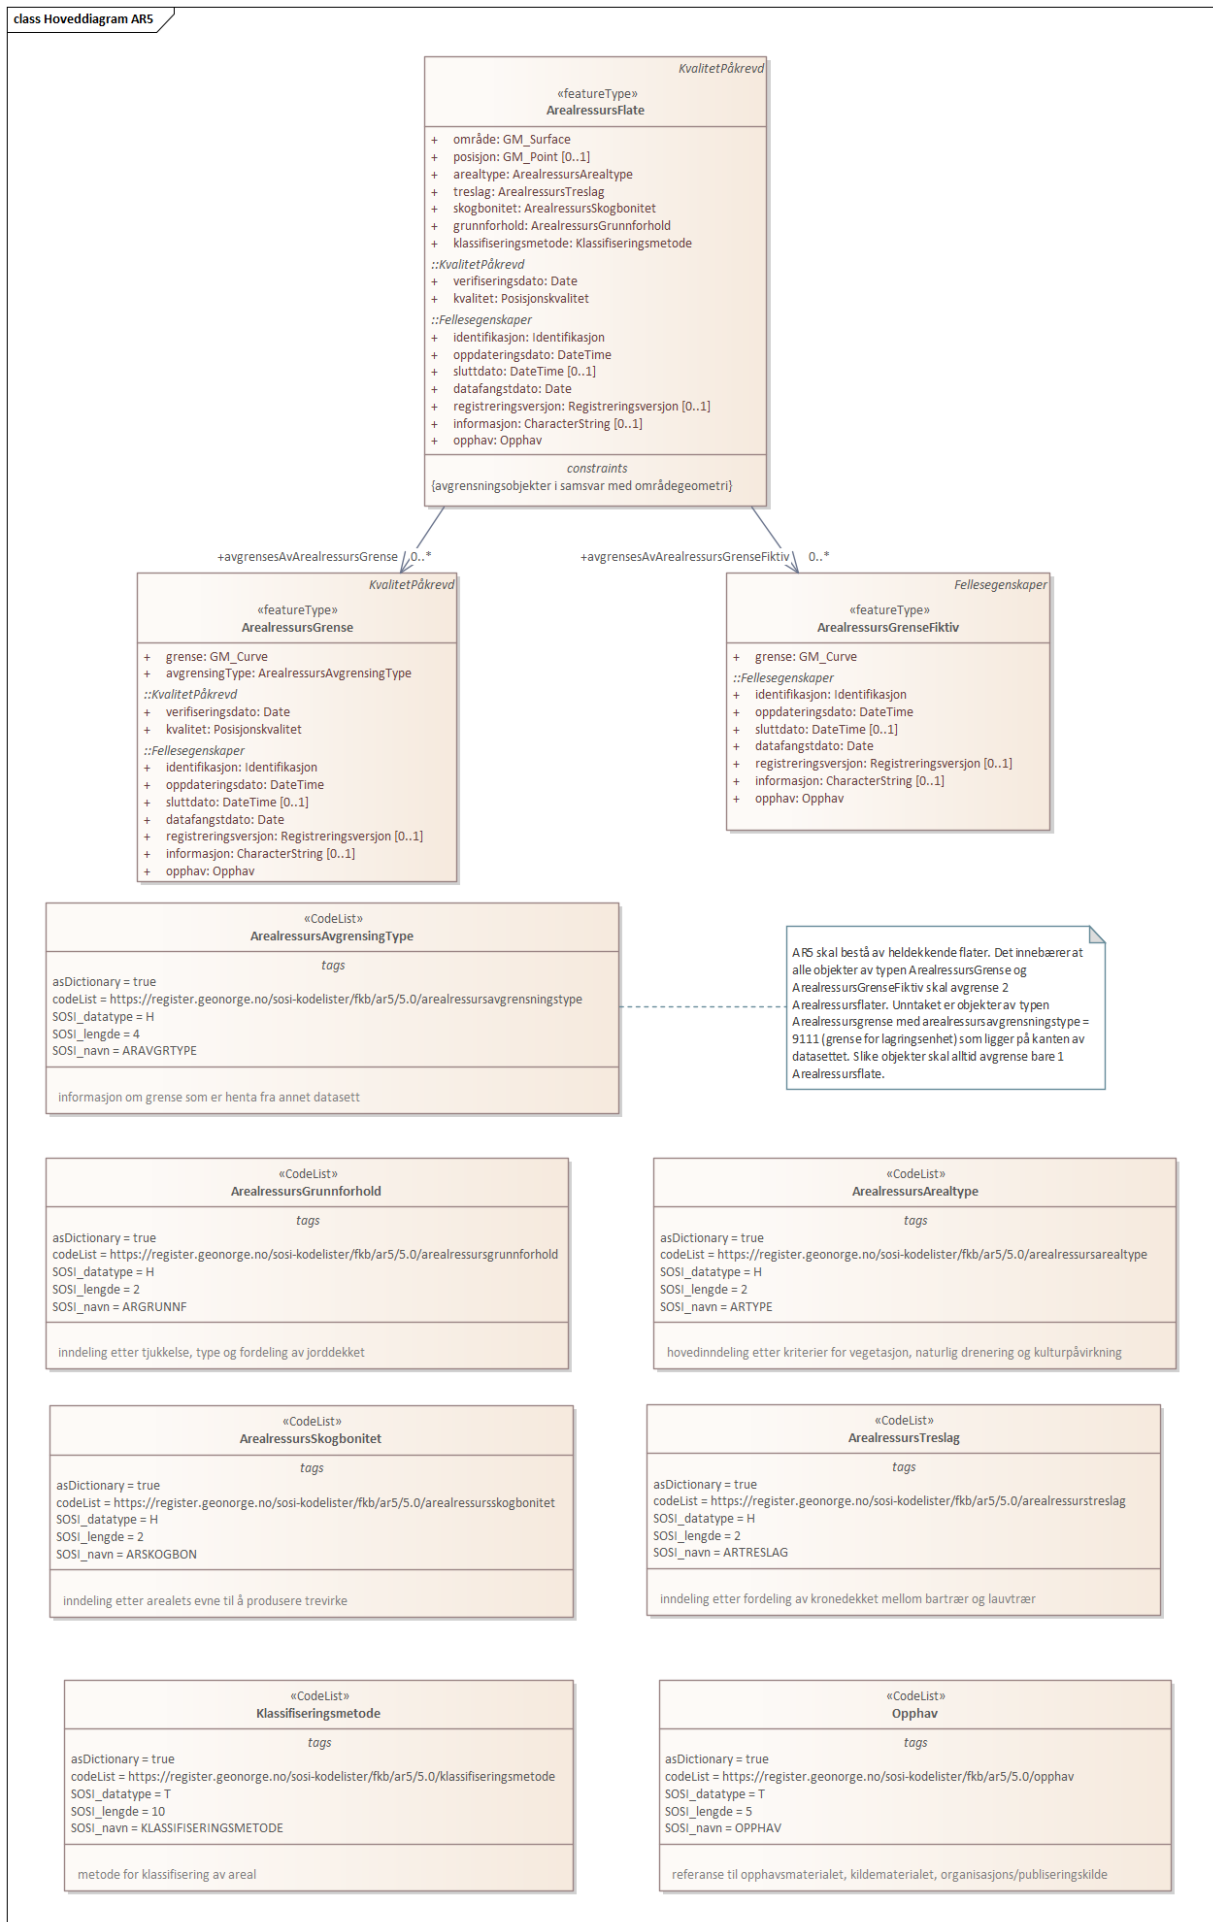 class Hoveddiagram AR5
KvalitetPåkrevd
«featureType»
ArealressursFlate
+ område: GM_Surface
+ posisjon: GM_Point [0..1]
+ arealtype: ArealressursArealtype
+ treslag: ArealressursTreslag
+ skogbonitet: ArealressursSkogbonitet
+ grunnforhold: ArealressursGrunnforhold
+ klassifiseringsmetode: Klassifiseringsmetode
::KvalitetPåkrevd
+ verifiseringsdato: Date
+ kvalitet: Posisjonskvalitet
::Fellesegenskaper
+ identifikasjon: Identifikasjon
+ oppdateringsdato: DateTime
+ sluttdato: DateTime [0..1]
+ datafangstdato: Date
+ registreringsversjon: Registreringsversjon [0..1]
+ informasjon: CharacterString [0..1]
+ opphav: Opphav
constraints
{avgrensningsobjekter i samsvar med områdegeometri}
+avgrensesAvArealressursGrense 0..*
+avgrensesAvArealressursGrenseFiktiv 0..*
KvalitetPåkrevd
«featureType»
ArealressursGrense
+ grense: GM_Curve
+ avgrensingType: ArealressursAvgrensingType
::KvalitetPåkrevd
+ verifiseringsdato: Date
+ kvalitet: Posisjonskvalitet
::Fellesegenskaper
+ identifikasjon: Identifikasjon
+ oppdateringsdato: DateTime
+ sluttdato: DateTime [0..1]
+ datafangstdato: Date
+ registreringsversjon: Registreringsversjon [0..1]
+ informasjon: CharacterString [0..1]
+ opphav: Opphav
Fellesegenskaper
«featureType»
ArealressursGrenseFiktiv
+ grense: GM_Curve
::Fellesegenskaper
+ identifikasjon: Identifikasjon
+ oppdateringsdato: DateTime
+ sluttdato: DateTime [0..1]
+ datafangstdato: Date
+ registreringsversjon: Registreringsversjon [0..1]
+ informasjon: CharacterString [0..1]
+ opphav: Opphav
«CodeList»
ArealressursAvgrensingType
tags
asDictionary = true
codeList = https://register.geonorge.no/sosi-kodelister/fkb/ar5/5.0/arealressursavgrensningstype
SOSI_datatype = H
SOSI_lengde = 4
SOSI_navn = ARAVGRTYPE
informasjon om grense som er henta fra annet datasett
AR5 skal bestå av heldekkende flater. Det innebærer at
alle objekter av typen ArealressursGrense og
ArealressursGrenseFiktiv skal avgrense 2
Arealressursflater. Unntaket er objekter av typen
Arealressursgrense med arealressursavgrensningstype =
9111 (grense for lagringsenhet) som ligger på kanten av
datasettet. Slike objekter skal alltid avgrense bare 1
Arealressursflate.
«CodeList»
ArealressursGrunnforhold
tags
asDictionary = true
codeList = https://register.geonorge.no/sosi-kodelister/fkb/ar5/5.0/arealressursgrunnforhold
SOSI_datatype = H
SOSI_lengde = 2
SOSI_navn = ARGRUNNF
inndeling etter tjukkelse, type og fordeling av jorddekket
«CodeList»
ArealressursArealtype
tags
asDictionary = true
codeList = https://register.geonorge.no/sosi-kodelister/fkb/ar5/5.0/arealressursarealtype
SOSI_datatype = H
SOSI_lengde = 2
SOSI_navn = ARTYPE
hovedinndeling etter kriterier for vegetasjon, naturlig drenering og kulturpåvirkning
«CodeList»
ArealressursSkogbonitet
tags
asDictionary = true
codeList = https://register.geonorge.no/sosi-kodelister/fkb/ar5/5.0/arealressursskogbonitet
SOSI_datatype = H
SOSI_lengde = 2
SOSI_navn = ARSKOGBON
inndeling etter arealets evne til å produsere trevirke
«CodeList»
ArealressursTreslag
tags
asDictionary = true
codeList = https://register.geonorge.no/sosi-kodelister/fkb/ar5/5.0/arealressurstreslag
SOSI_datatype = H
SOSI_lengde = 2
SOSI_navn = ARTRESLAG
inndeling etter fordeling av kronedekket mellom bartrær og lauvtrær
«CodeList»
Klassifiseringsmetode
tags
asDictionary = true
codeList = https://register.geonorge.no/sosi-kodelister/fkb/ar5/5.0/klassifiseringsmetode
SOSI_datatype = T
SOSI_lengde = 10
SOSI_navn = KLASSIFISERINGSMETODE
metode for klassifisering av areal
«CodeList»
Opphav
tags
asDictionary = true
codeList = https://register.geonorge.no/sosi-kodelister/fkb/ar5/5.0/opphav
SOSI_datatype = T
SOSI_lengde = 5
SOSI_navn = OPPHAV
referanse til opphavsmaterialet, kildematerialet, organisasjons/publiseringskilde